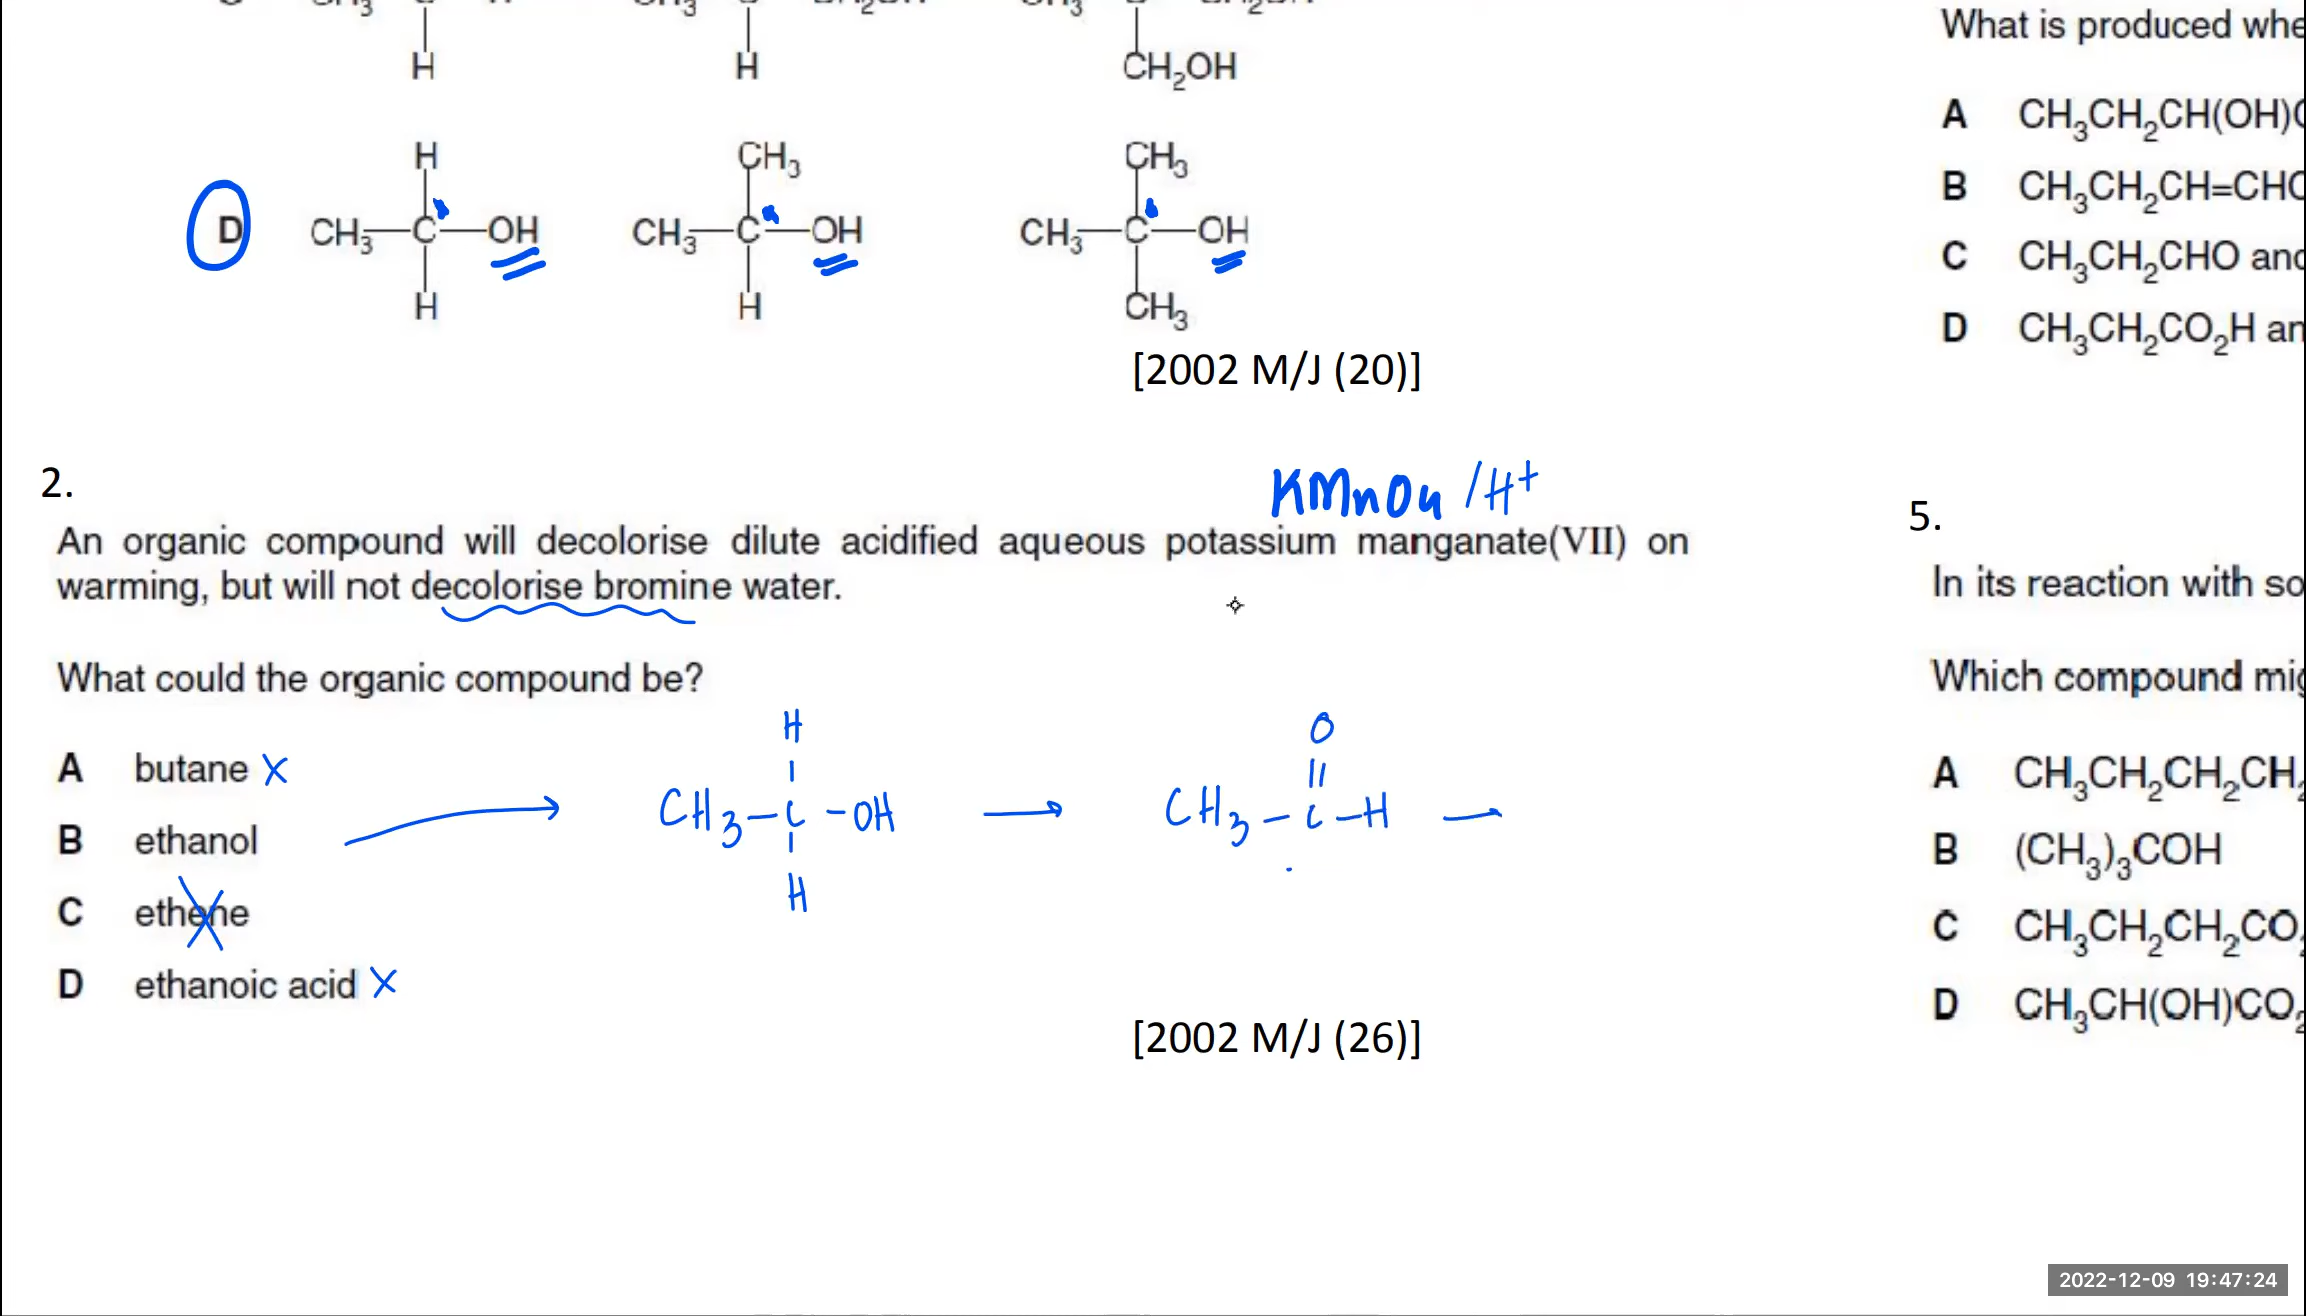 H H CH₂OH
H CH₃ CH₃
D CH₃—C—OH CH₃—C—OH CH₃—C—OH
H H CH₃
[2002 M/J (20)]
2.
KMnO4 /H+
An organic compound will decolorise dilute acidified aqueous potassium manganate(VII) on
warming, but will not decolorise bromine water.
What could the organic compound be?
H O
A butane X
CH3-C-OH → CH3-C-H
B ethanol
H
C ethene
D ethanoic acid X
[2002 M/J (26)]
What is produced whe
A CH₃CH₂CH(OH)C
B CH₃CH₂CH=CHC
C CH₃CH₂CHO and
D CH₃CH₂CO₂H an
5.
In its reaction with so
Which compound mig
A CH₃CH₂CH₂CH₂
B (CH₃)₃COH
C CH₃CH₂CH₂CO₂
D CH₃CH(OH)CO₂
2022-12-09 19:47:24